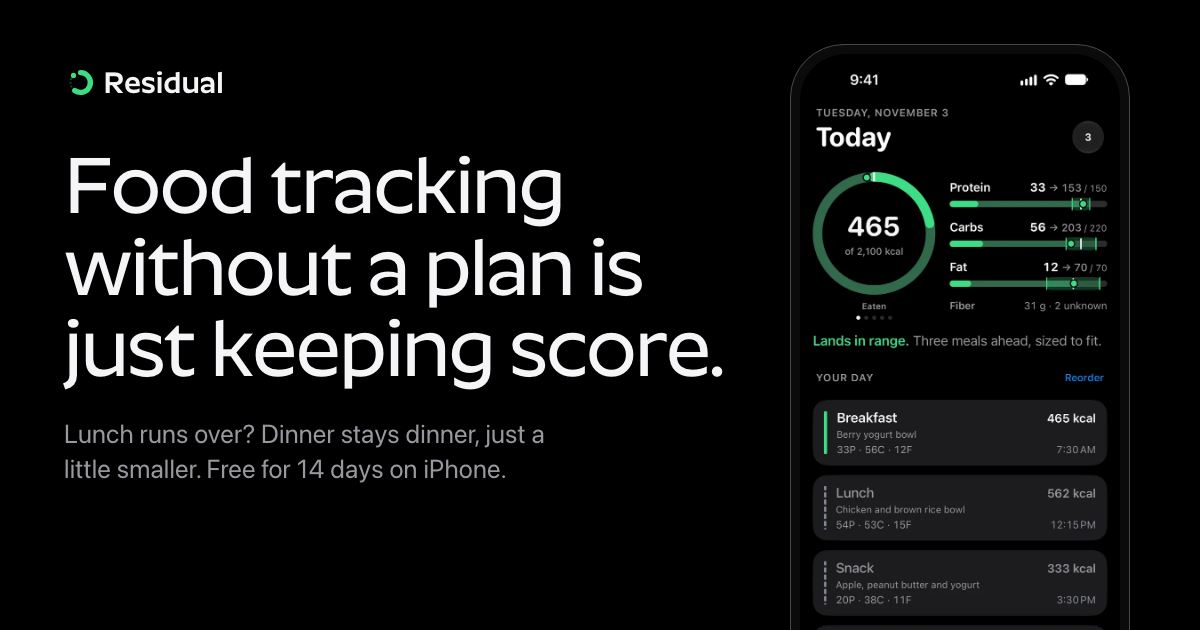 Residual
Food tracking
without a plan is
just keeping score.
Lunch runs over? Dinner stays dinner, just a
little smaller. Free for 14 days on iPhone.
9:41
TUESDAY, NOVEMBER 3
Today
3
465
of 2,100 kcal
Eaten
Protein 33 → 153 / 150
Carbs 56 → 203 / 220
Fat 12 → 70 / 70
Fiber 31 g · 2 unknown
Lands in range. Three meals ahead, sized to fit.
YOUR DAY Reorder
Breakfast 465 kcal
Berry yogurt bowl
33P · 56C · 12F 7:30 AM
Lunch 562 kcal
Chicken and brown rice bowl
54P · 53C · 15F 12:15 PM
Snack 333 kcal
Apple, peanut butter and yogurt
20P · 38C · 11F 3:30 PM